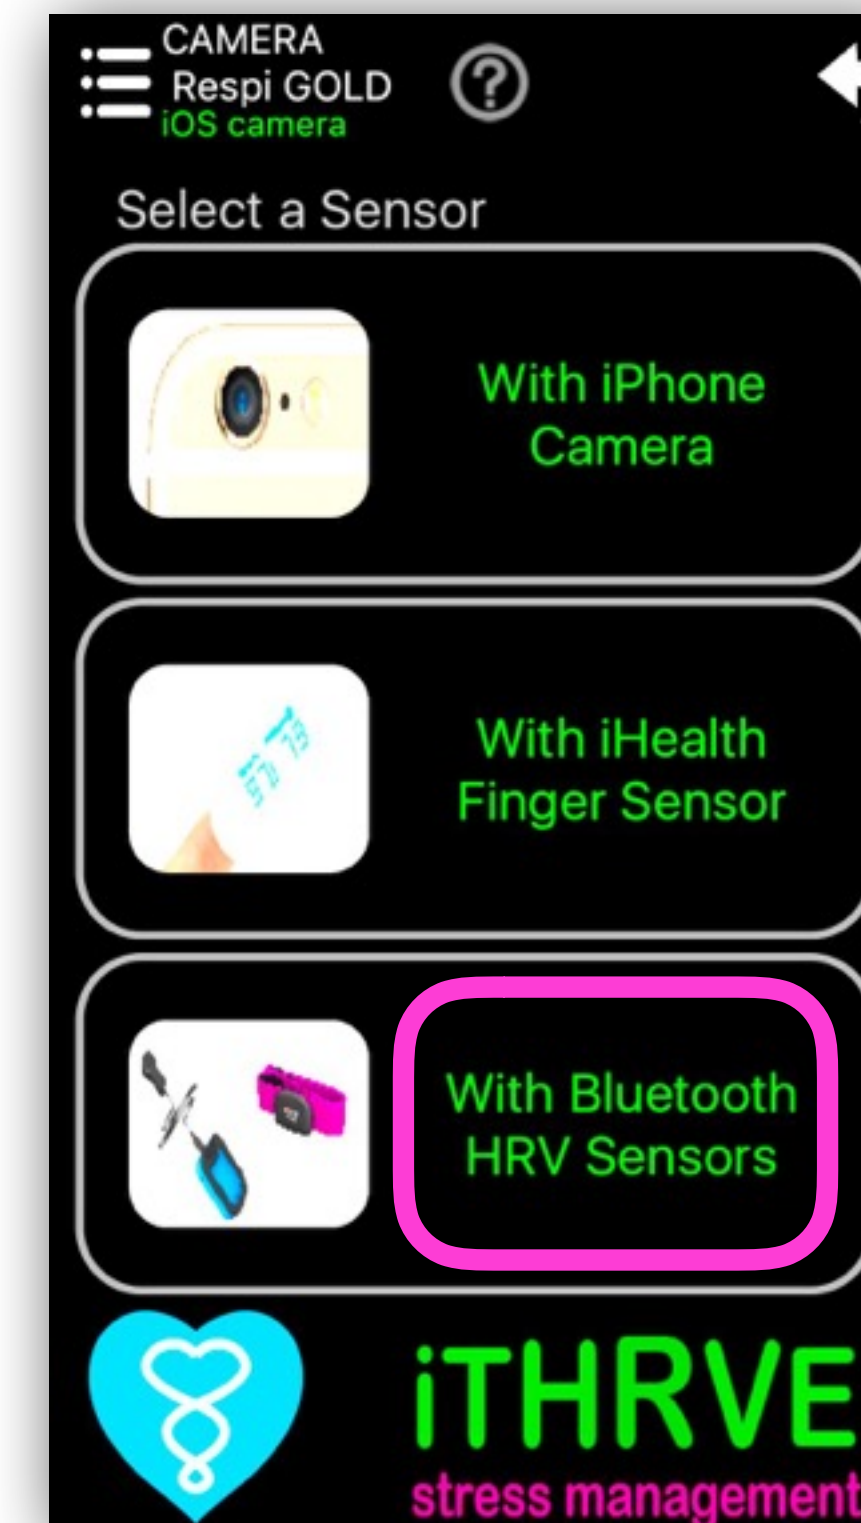 CAMERA
Respi GOLD
iOS camera
?
Select a Sensor
With iPhone
Camera
With iHealth
Finger Sensor
With Bluetooth
HRV Sensors
iTHRVE
stress management